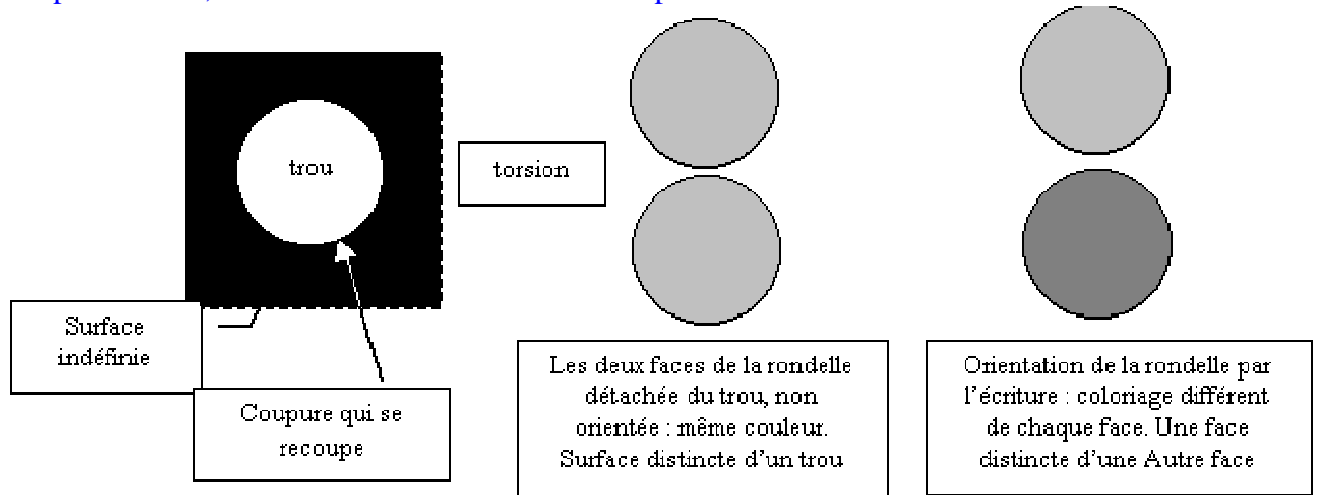 trou
torsion
Surface
indéfinie
Coupure qui se
recoupe
Les deux faces de la rondelle
détachée du trou, non
orientée : même couleur.
Surface distincte d'un trou
Orientation de la rondelle par
l'écriture : coloriage différent
de chaque face. Une face
distincte d'une Autre face